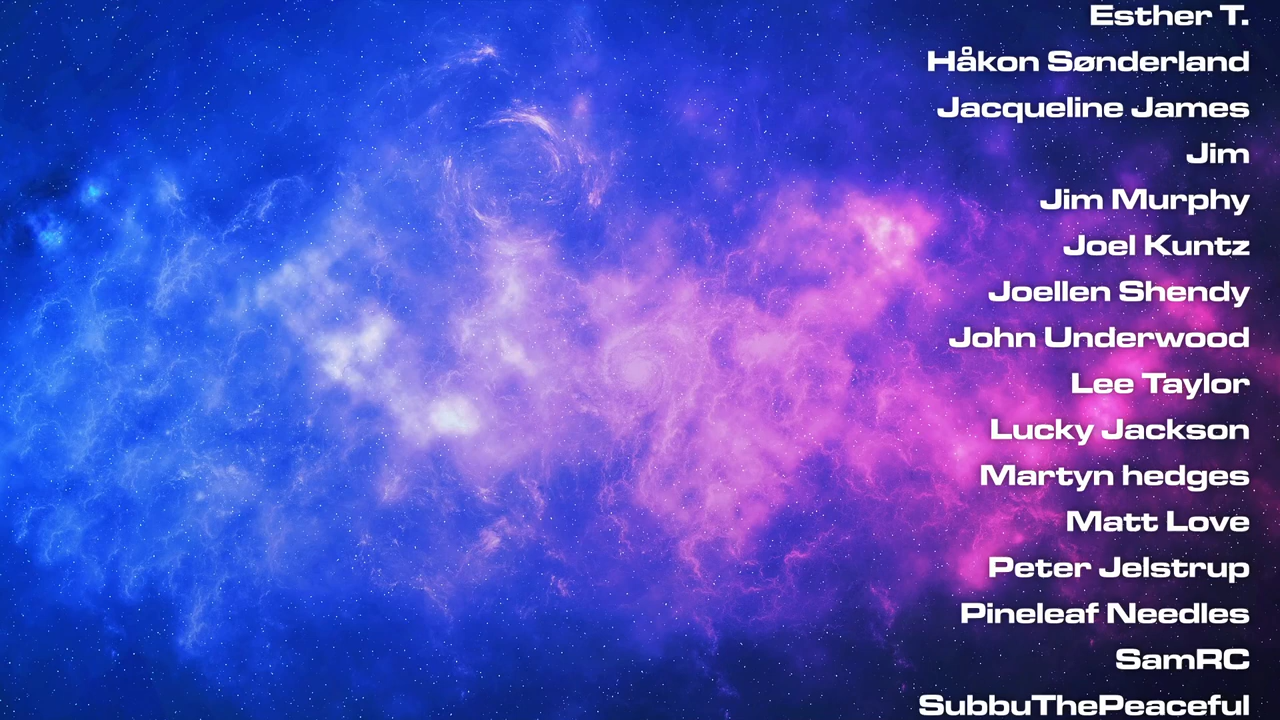 Esther T.
Håkon Sønderland
Jacqueline James
Jim
Jim Murphy
Joel Kuntz
Joellen Shendy
John Underwood
Lee Taylor
Lucky Jackson
Martyn hedges
Matt Love
Peter Jelstrup
Pineleaf Needles
SamRC
SubbuThePeaceful